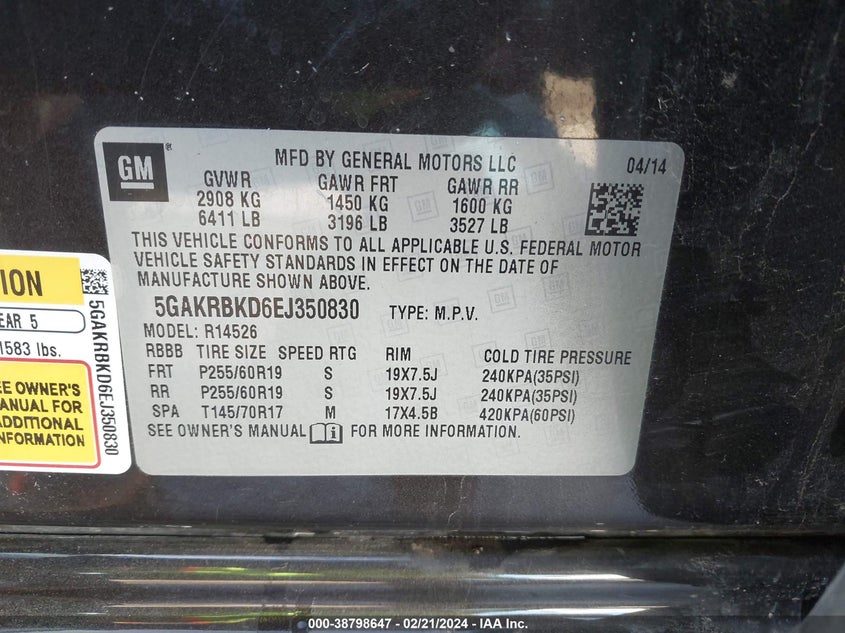 GM®
MFD BY GENERAL MOTORS LLC 04/14
GVWR GAWR FRT GAWR RR
2908 KG 1450 KG 1600 KG
6411 LB 3196 LB 3527 LB
THIS VEHICLE CONFORMS TO ALL APPLICABLE U.S. FEDERAL MOTOR
VEHICLE SAFETY STANDARDS IN EFFECT ON THE DATE OF
MANUFACTURE SHOWN ABOVE.
5GAKRBKD6EJ350830 TYPE: M.P.V.
MODEL: R14526
RBBB TIRE SIZE SPEED RTG RIM COLD TIRE PRESSURE
FRT P255/60R19 S 19X7.5J 240KPA(35PSI)
RR P255/60R19 S 19X7.5J 240KPA(35PSI)
SPA T145/70R17 M 17X4.5B 420KPA(60PSI)
SEE OWNER'S MANUAL FOR MORE INFORMATION.
ION
EAR 5
1583 lbs.
EE OWNER'S
MANUAL FOR
ADDITIONAL
NFORMATION
5GAKRBKD6EJ350830
000-38798647 - 02/21/2024 - IAA Inc.